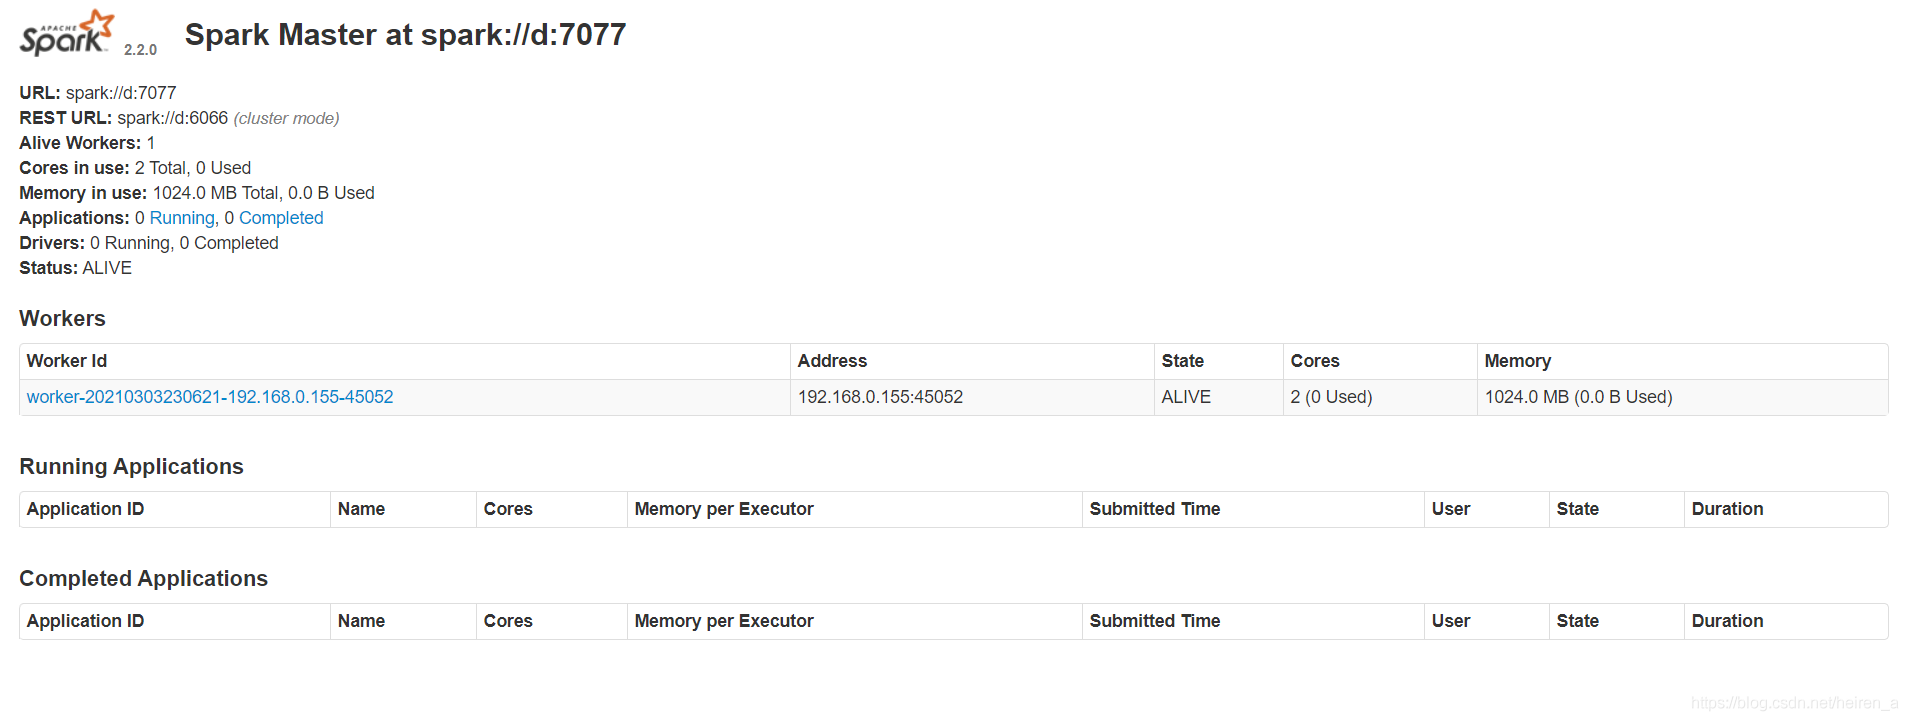 APACHE
Spark 2.2.0 Spark Master at spark://d:7077
URL: spark://d:7077
REST URL: spark://d:6066 (cluster mode)
Alive Workers: 1
Cores in use: 2 Total, 0 Used
Memory in use: 1024.0 MB Total, 0.0 B Used
Applications: 0 Running, 0 Completed
Drivers: 0 Running, 0 Completed
Status: ALIVE
Workers
Worker Id Address State Cores Memory
worker-20210303230621-192.168.0.155-45052 192.168.0.155:45052 ALIVE 2 (0 Used) 1024.0 MB (0.0 B Used)
Running Applications
Application ID Name Cores Memory per Executor Submitted Time User State Duration
Completed Applications
Application ID Name Cores Memory per Executor Submitted Time User State Duration
https://blog.csdn.net/heiren_a